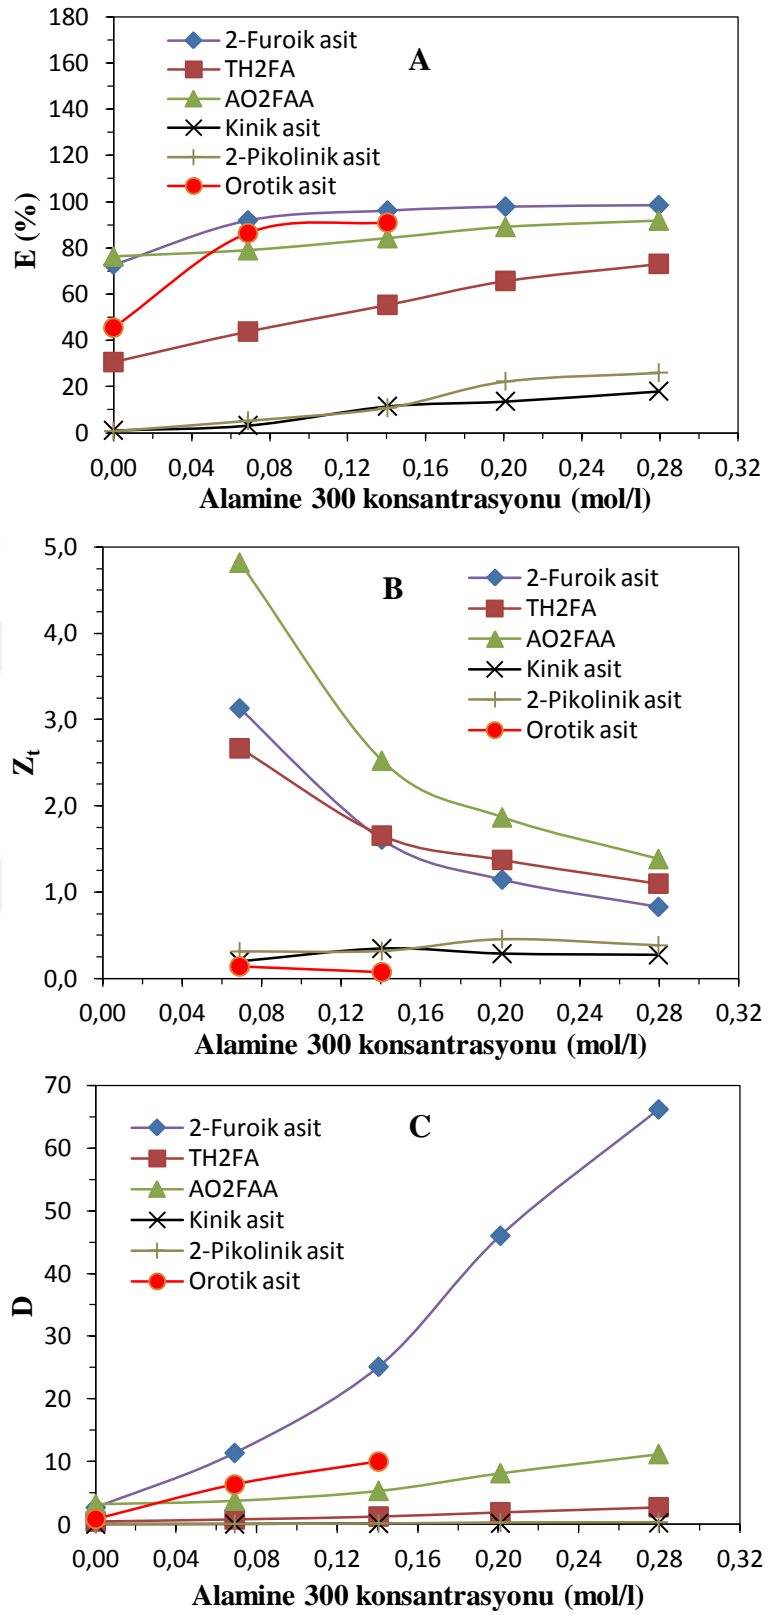 180
160
140
120
100
80
60
40
20
0
E (%)
A
2-Furoik asit
TH2FA
AO2FAA
Kinik asit
2-Pikolinik asit
Orotik asit
0,00 0,04 0,08 0,12 0,16 0,20 0,24 0,28 0,32
Alamine 300 konsantrasyonu (mol/l)
5,0
4,0
3,0
2,0
1,0
0,0
Zt
B
2-Furoik asit
TH2FA
AO2FAA
Kinik asit
2-Pikolinik asit
Orotik asit
0,00 0,04 0,08 0,12 0,16 0,20 0,24 0,28 0,32
Alamine 300 konsantrasyonu (mol/l)
70
60
50
40
30
20
10
0
D
C
2-Furoik asit
TH2FA
AO2FAA
Kinik asit
2-Pikolinik asit
Orotik asit
0,00 0,04 0,08 0,12 0,16 0,20 0,24 0,28 0,32
Alamine 300 konsantrasyonu (mol/l)